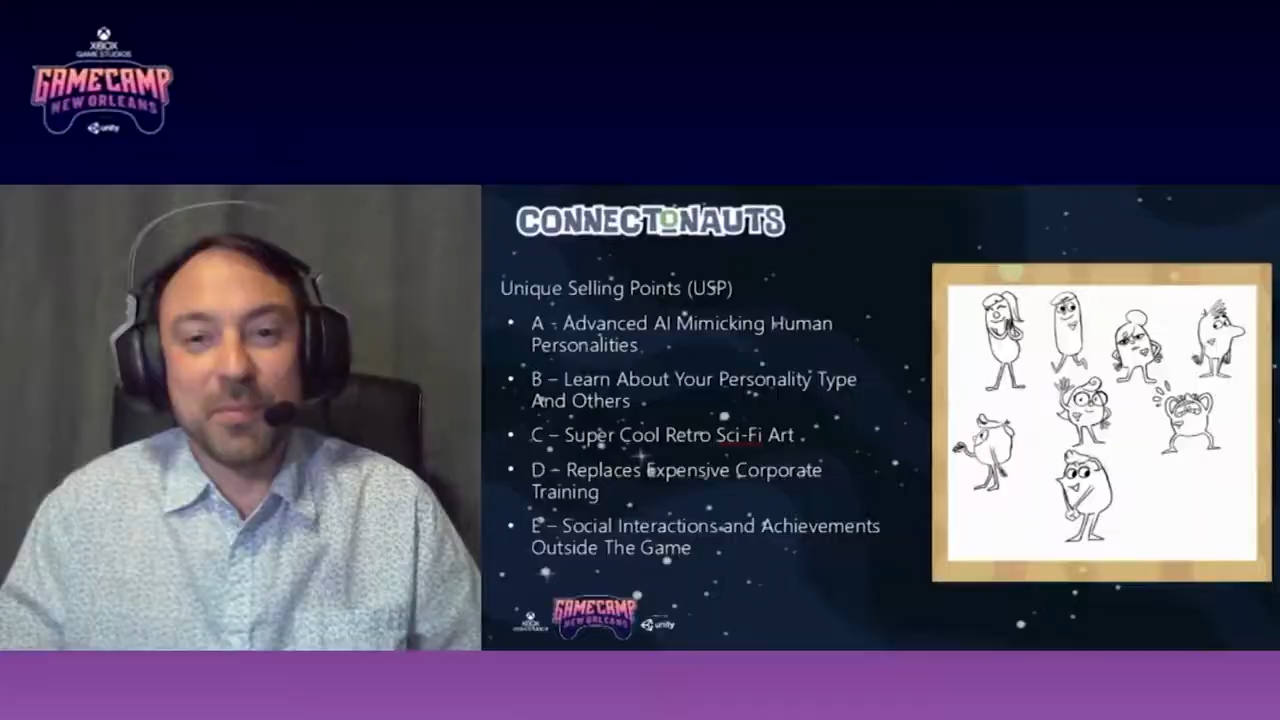 XBOX
GAME STUDIOS
GAMECAMP
NEW ORLEANS
unity
CONNECTONAUTS
Unique Selling Points (USP)
• A - Advanced AI Mimicking Human
Personalities
• B – Learn About Your Personality Type
And Others
• C – Super Cool Retro Sci-Fi Art
• D – Replaces Expensive Corporate
Training
• E – Social Interactions and Achievements
Outside The Game
XBOX
GAMECAMP
NEW ORLEANS
unity